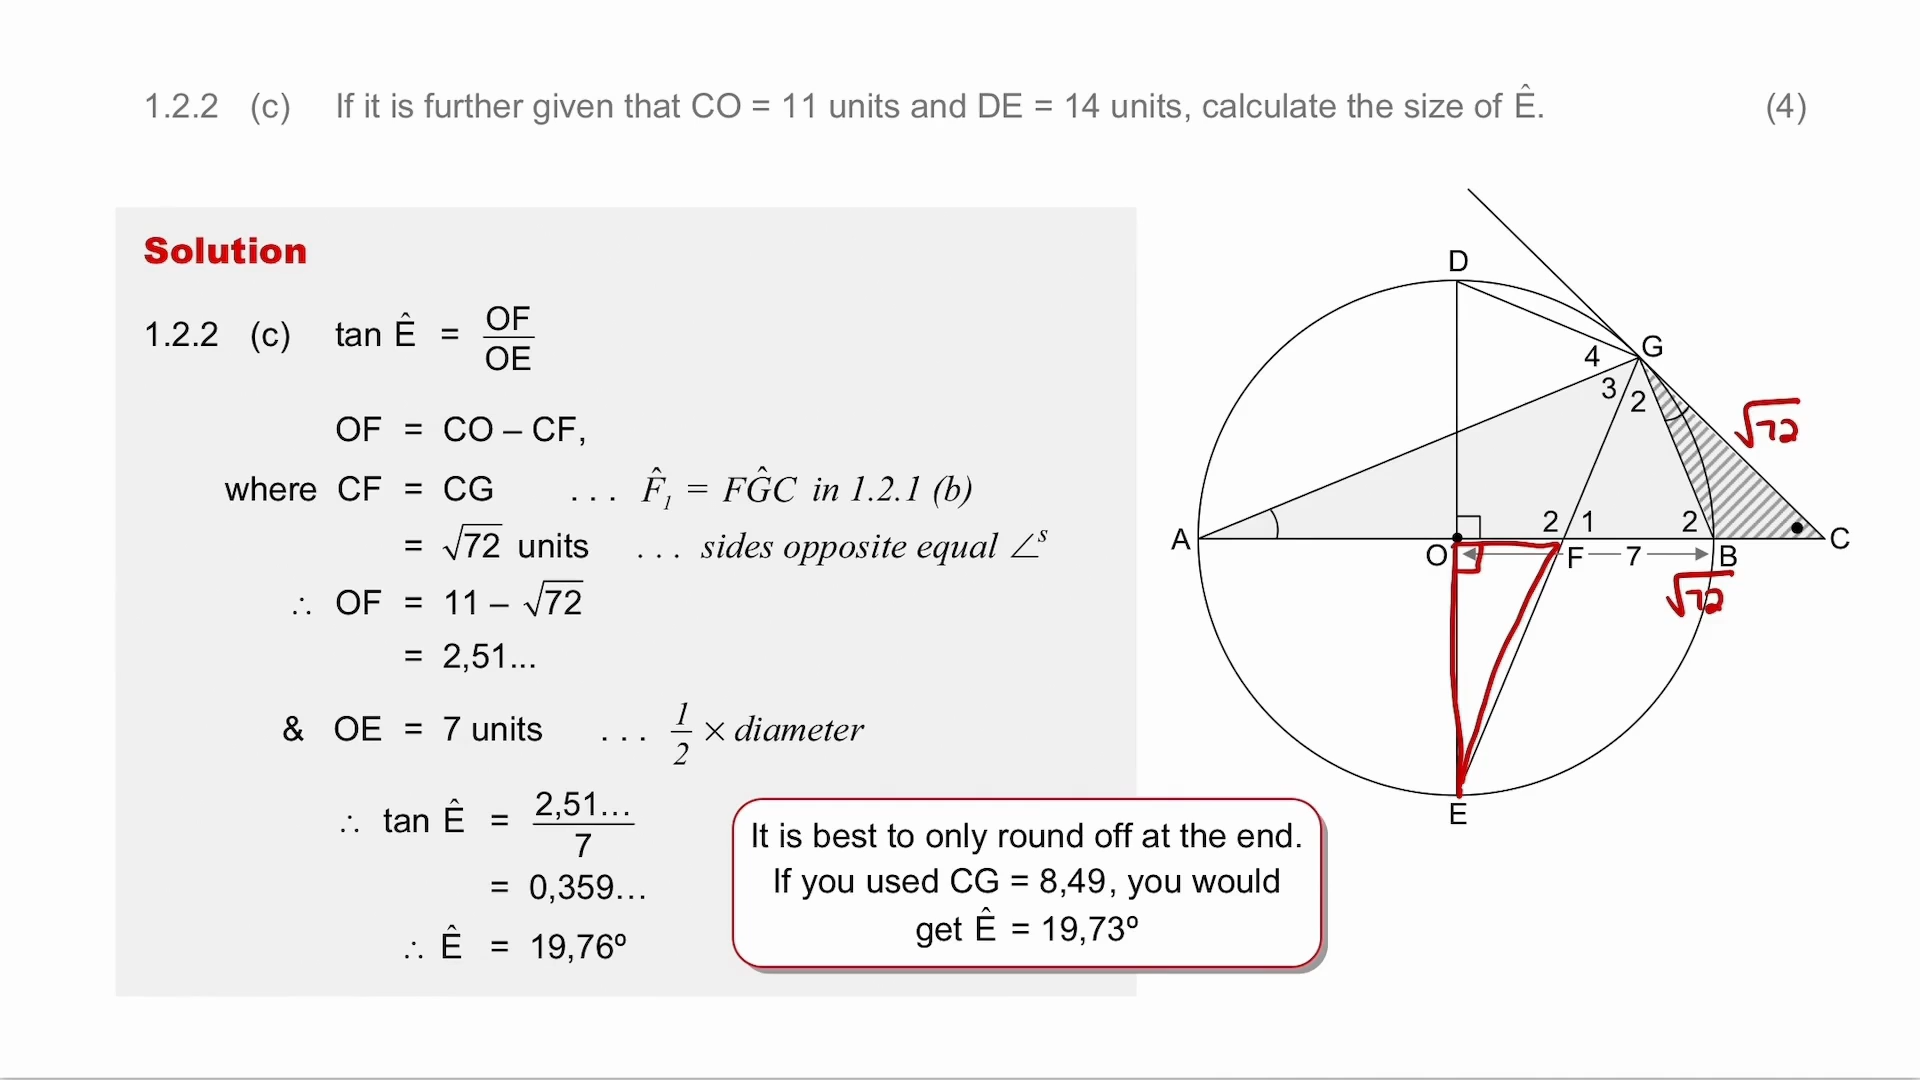 1.2.2 (c) If it is further given that CO = 11 units and DE = 14 units, calculate the size of Ê. (4)
Solution
1.2.2 (c) tan Ê = OF/OE
OF = CO – CF,
where CF = CG ... F̂₁ = FĜC in 1.2.1 (b)
= √72 units ... sides opposite equal ∠ˢ
∴ OF = 11 – √72
= 2,51...
& OE = 7 units ... 1/2 × diameter
∴ tan Ê = 2,51.../7
= 0,359...
∴ Ê = 19,76º
It is best to only round off at the end.
If you used CG = 8,49, you would
get Ê = 19,73º
D
G
4
3
2
√72
A
2
1
2
C
O
F
7
B
√72
E